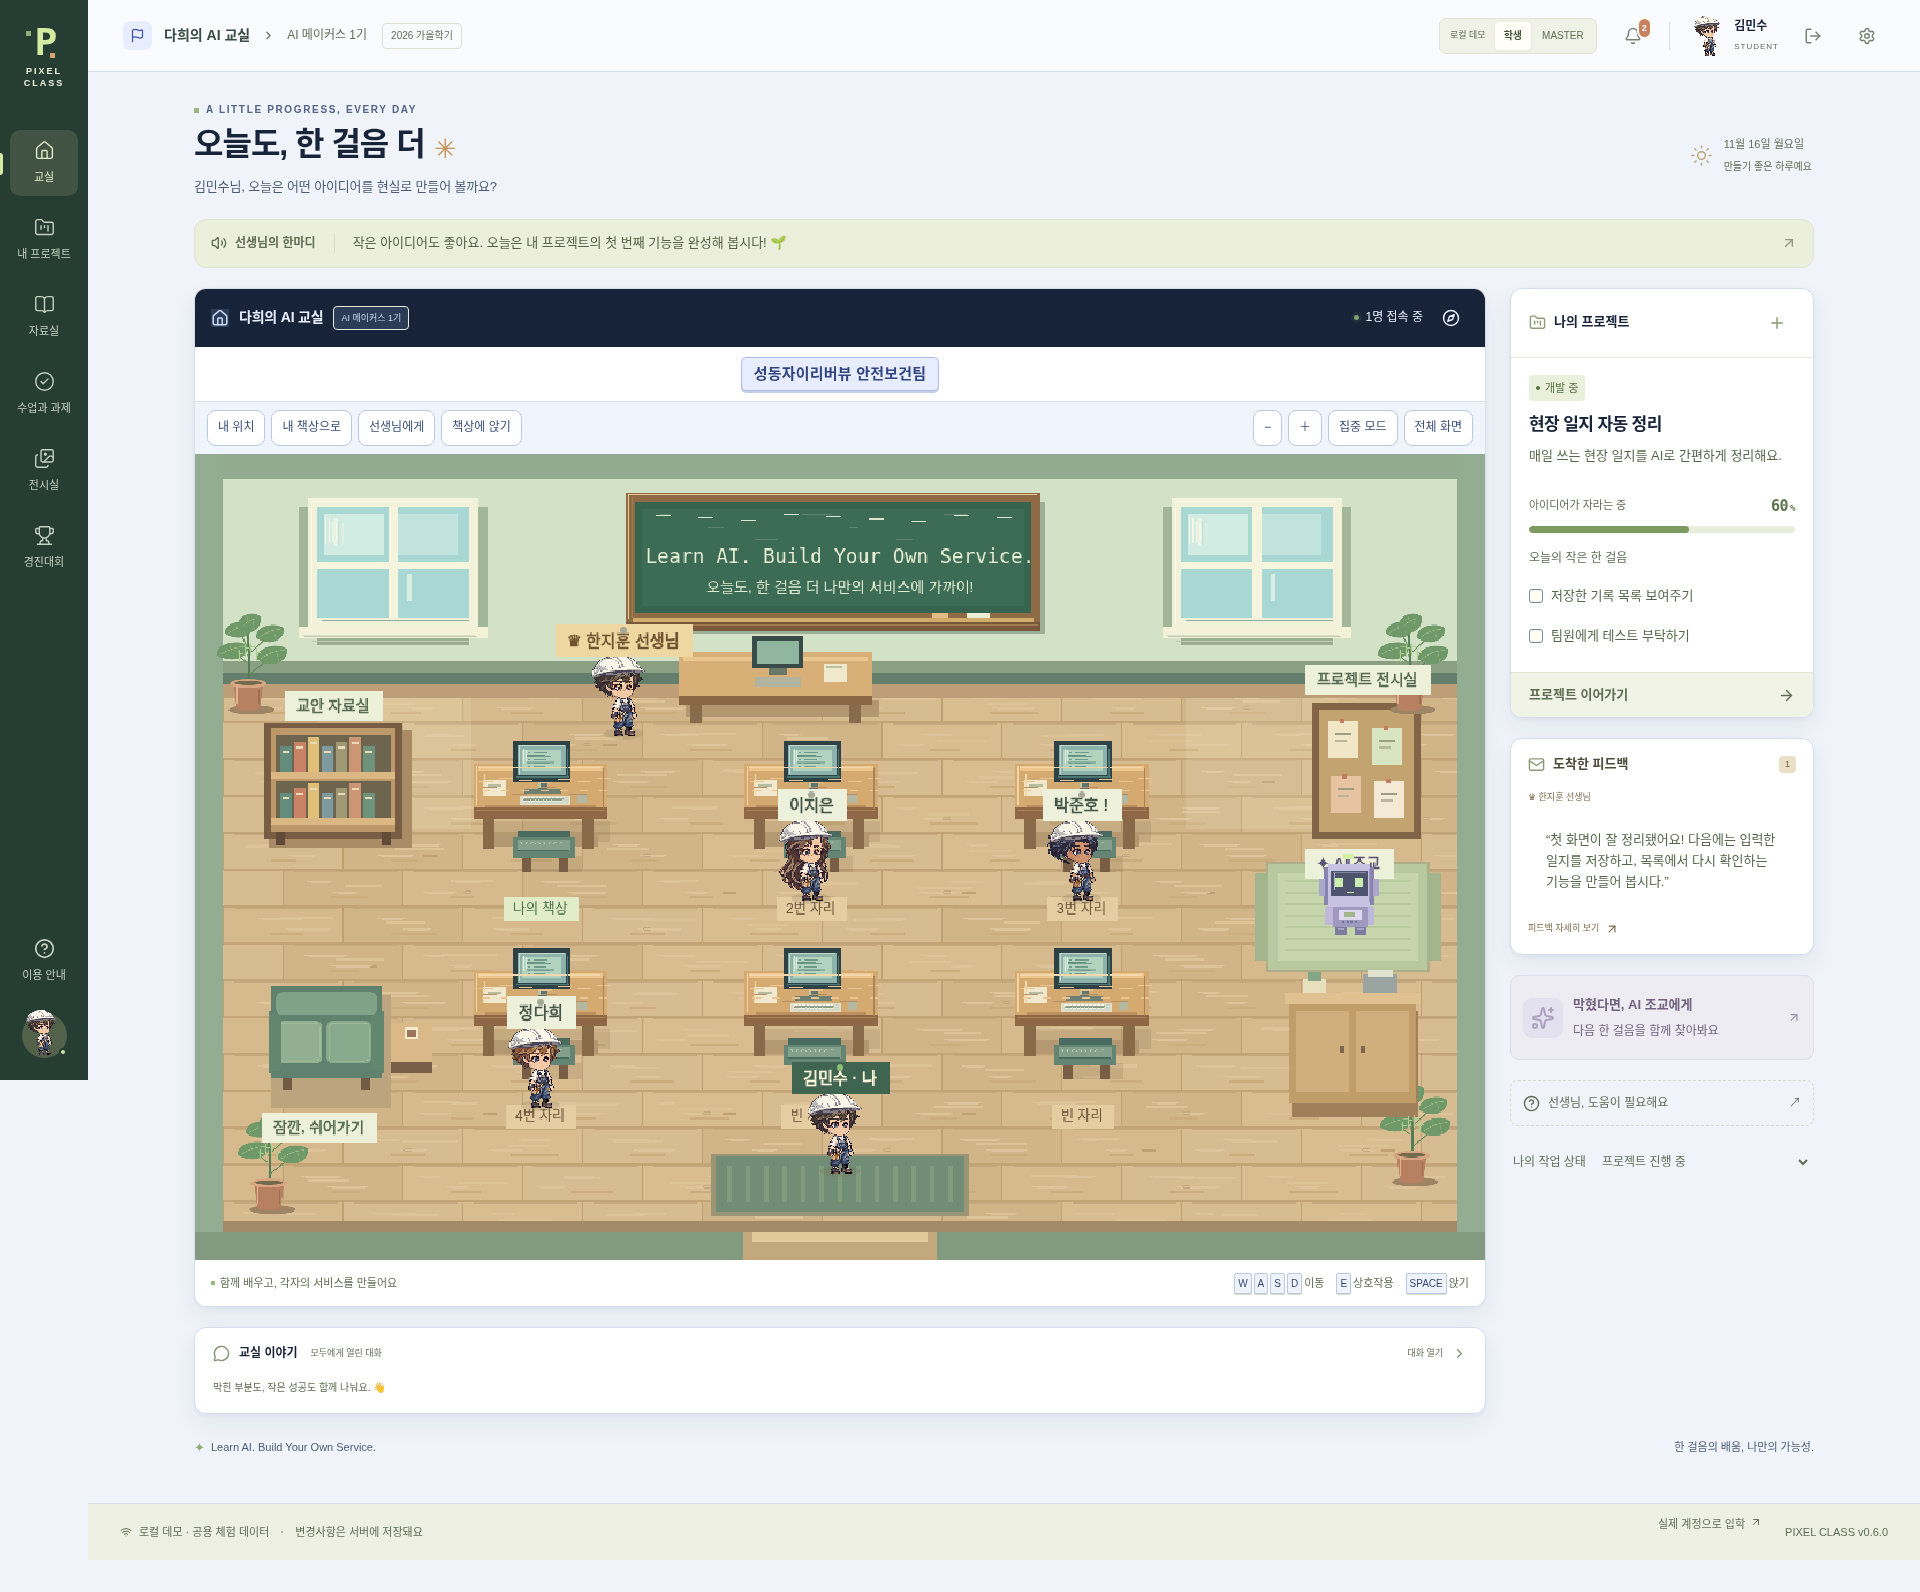 P
PIXEL
CLASS
교실
내 프로젝트
자료실
수업과 과제
전시실
경진대회
이용 안내
다희의 AI 교실
AI 메이커스 1기
2026 가을학기
로컬 데모
학생
MASTER
2
김민수
STUDENT
A LITTLE PROGRESS, EVERY DAY
오늘도, 한 걸음 더
김민수님, 오늘은 어떤 아이디어를 현실로 만들어 볼까요?
11월 16일 월요일
만들기 좋은 하루예요
선생님의 한마디
작은 아이디어도 좋아요. 오늘은 내 프로젝트의 첫 번째 기능을 완성해 봅시다! 🌱
다희의 AI 교실
AI 메이커스 1기
1명 접속 중
성동자이리버뷰 안전보건팀
내 위치
내 책상으로
선생님에게
책상에 앉기
−
+
집중 모드
전체 화면
Learn AI. Build Your Own Service.
오늘도, 한 걸음 더 나만의 서비스에 가까이!
♛ 한지훈 선생님
교안 자료실
프로젝트 전시실
이지은
박준호 !
✦ AI 조교
나의 책상
2번 자리
3번 자리
정다희
김민수 · 나
4번 자리
빈
빈 자리
잠깐, 쉬어가기
함께 배우고, 각자의 서비스를 만들어요
W A S D 이동
E 상호작용
SPACE 앉기
교실 이야기
모두에게 열린 대화
대화 열기
막힌 부분도, 작은 성공도 함께 나눠요. 👋
나의 프로젝트
개발 중
현장 일지 자동 정리
매일 쓰는 현장 일지를 AI로 간편하게 정리해요.
아이디어가 자라는 중
60%
오늘의 작은 한 걸음
저장한 기록 목록 보여주기
팀원에게 테스트 부탁하기
프로젝트 이어가기
도착한 피드백
1
♛ 한지훈 선생님
“첫 화면이 잘 정리됐어요! 다음에는 입력한
일지를 저장하고, 목록에서 다시 확인하는
기능을 만들어 봅시다.”
피드백 자세히 보기
막혔다면, AI 조교에게
다음 한 걸음을 함께 찾아봐요
선생님, 도움이 필요해요
나의 작업 상태
프로젝트 진행 중
Learn AI. Build Your Own Service.
한 걸음의 배움, 나만의 가능성.
로컬 데모 · 공용 체험 데이터 · 변경사항은 서버에 저장돼요
실제 계정으로 입학
PIXEL CLASS v0.6.0